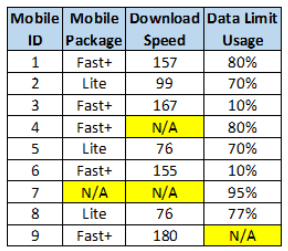 Mobile ID Mobile Package Download Speed Data Limit Usage
1 Fast+ 157 80%
2 Lite 99 70%
3 Fast+ 167 10%
4 Fast+ N/A 80%
5 Lite 76 70%
6 Fast+ 155 10%
7 N/A N/A 95%
8 Lite 76 77%
9 Fast+ 180 N/A